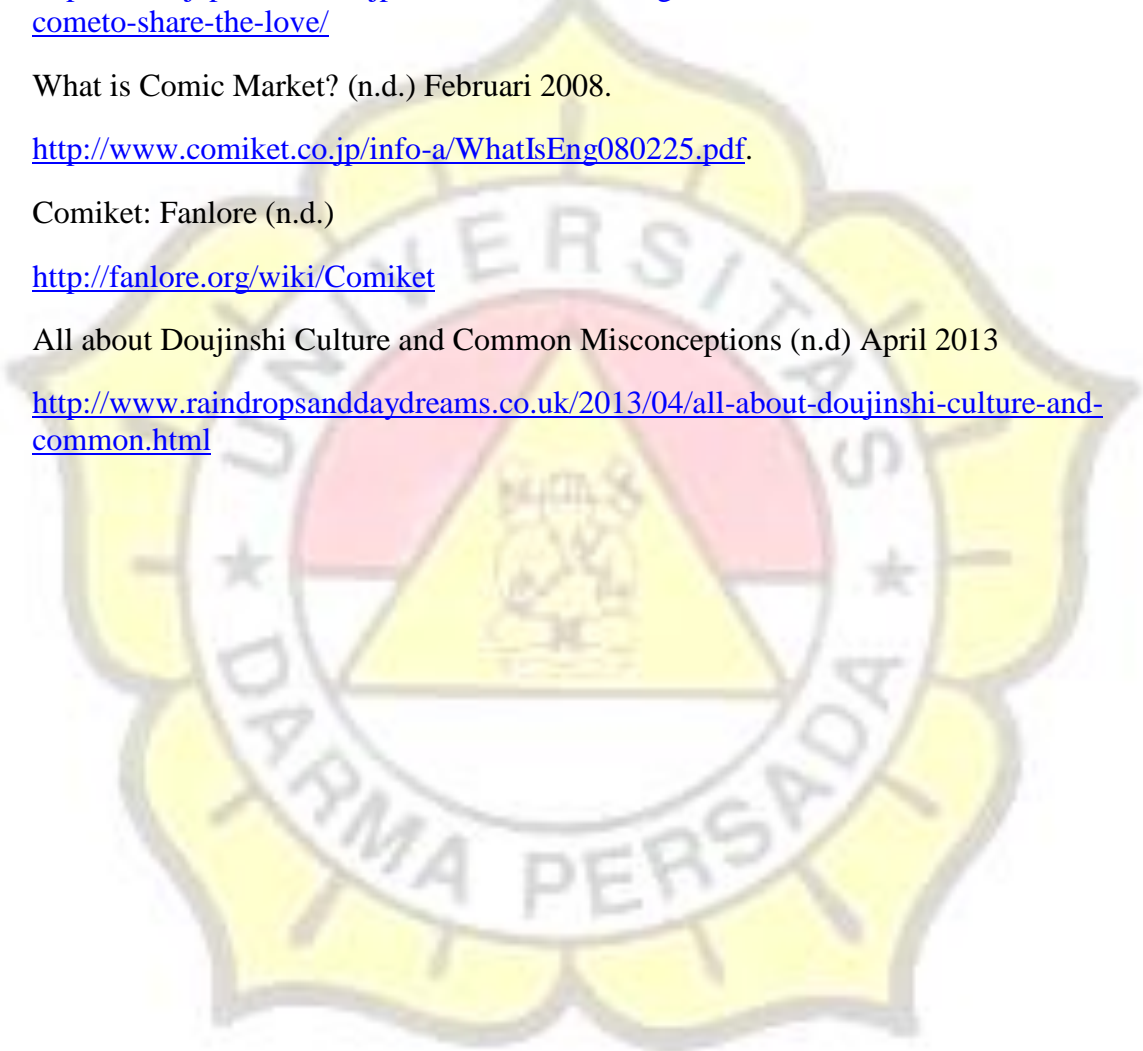 cometo-share-the-love/
What is Comic Market? (n.d.) Februari 2008.
http://www.comiket.co.jp/info-a/WhatIsEng080225.pdf.
Comiket: Fanlore (n.d.)
http://fanlore.org/wiki/Comiket
All about Doujinshi Culture and Common Misconceptions (n.d) April 2013
http://www.raindropsanddaydreams.co.uk/2013/04/all-about-doujinshi-culture-and-
common.html
UNIVERSITAS
DARMA PERSADA